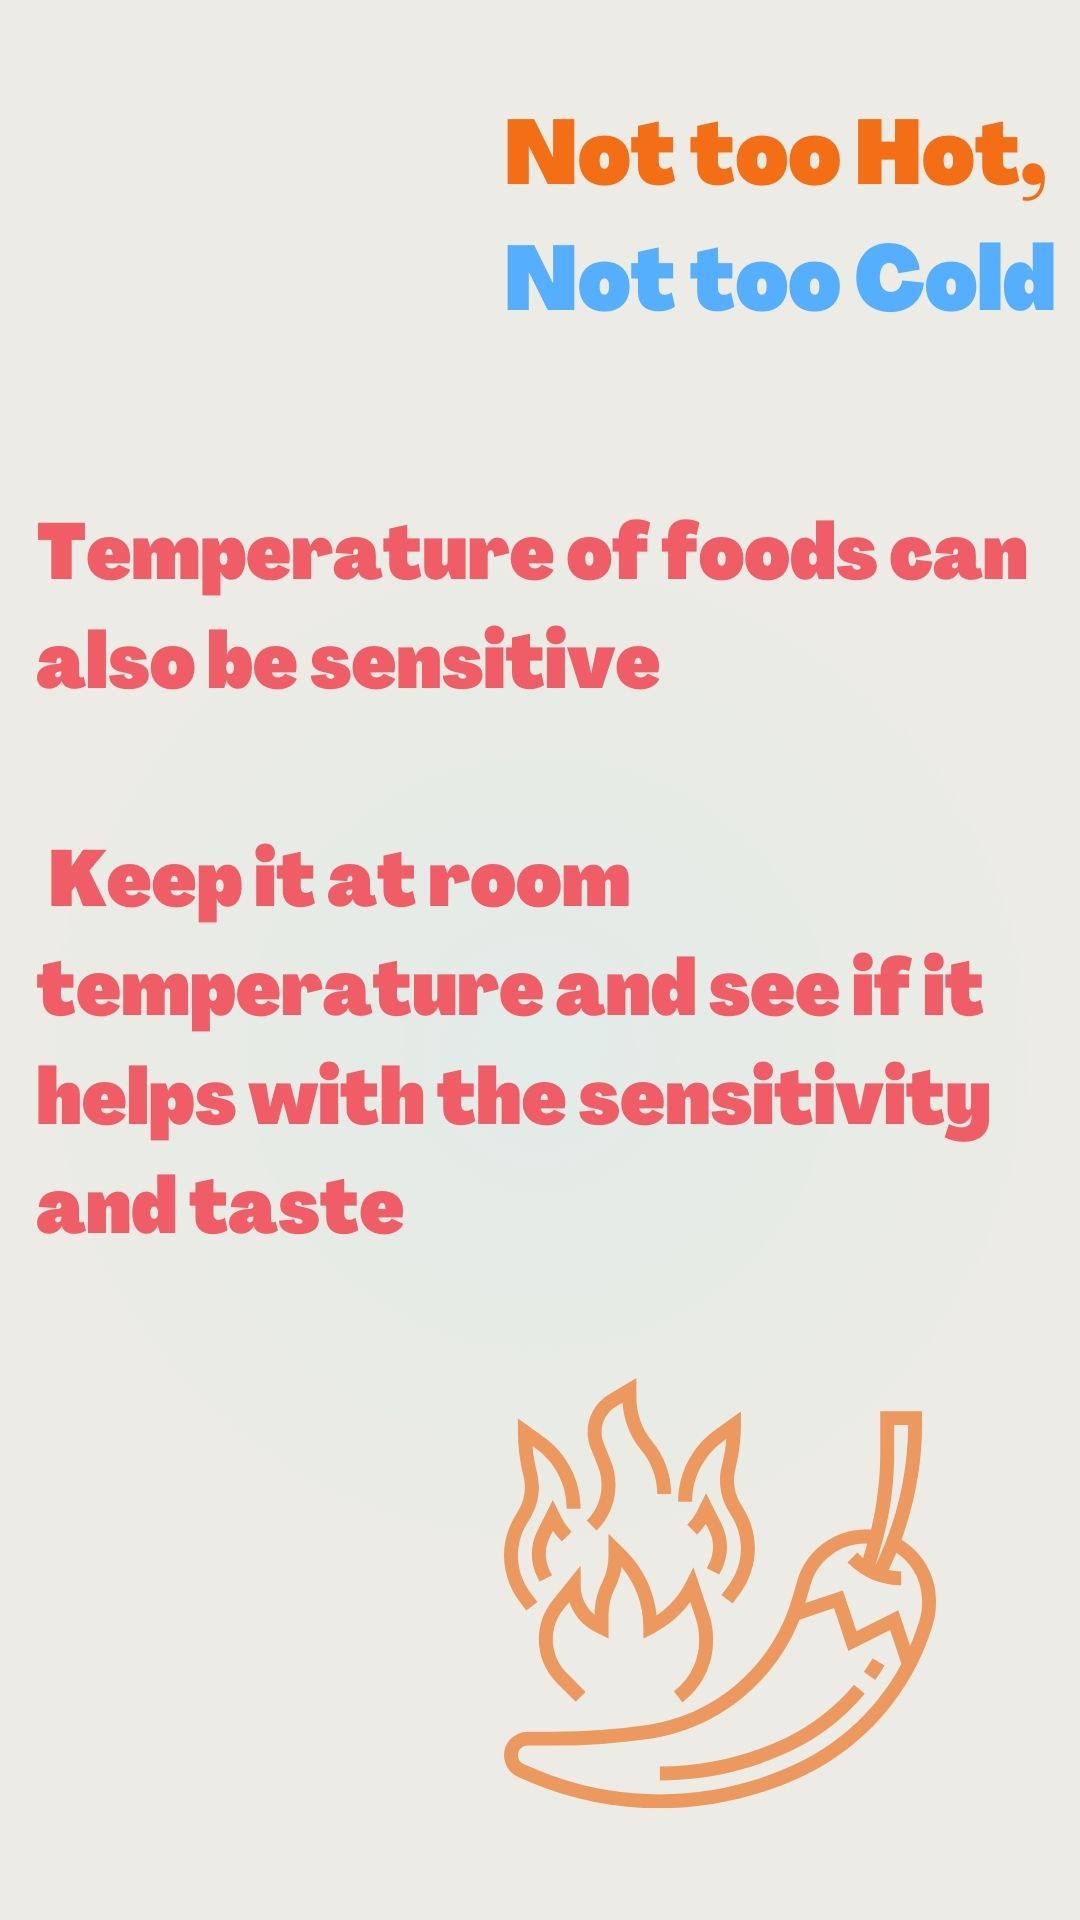 Not too Hot,
Not too Cold
Temperature of foods can
also be sensitive
Keep it at room
temperature and see if it
helps with the sensitivity
and taste